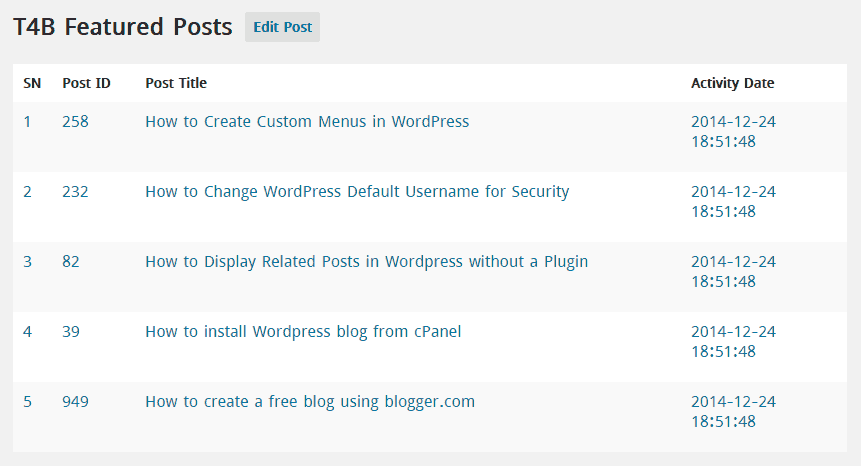 T4B Featured Posts Edit Post
SN Post ID Post Title Activity Date
1 258 How to Create Custom Menus in WordPress 2014-12-24
18:51:48
2 232 How to Change WordPress Default Username for Security 2014-12-24
18:51:48
3 82 How to Display Related Posts in Wordpress without a Plugin 2014-12-24
18:51:48
4 39 How to install Wordpress blog from cPanel 2014-12-24
18:51:48
5 949 How to create a free blog using blogger.com 2014-12-24
18:51:48